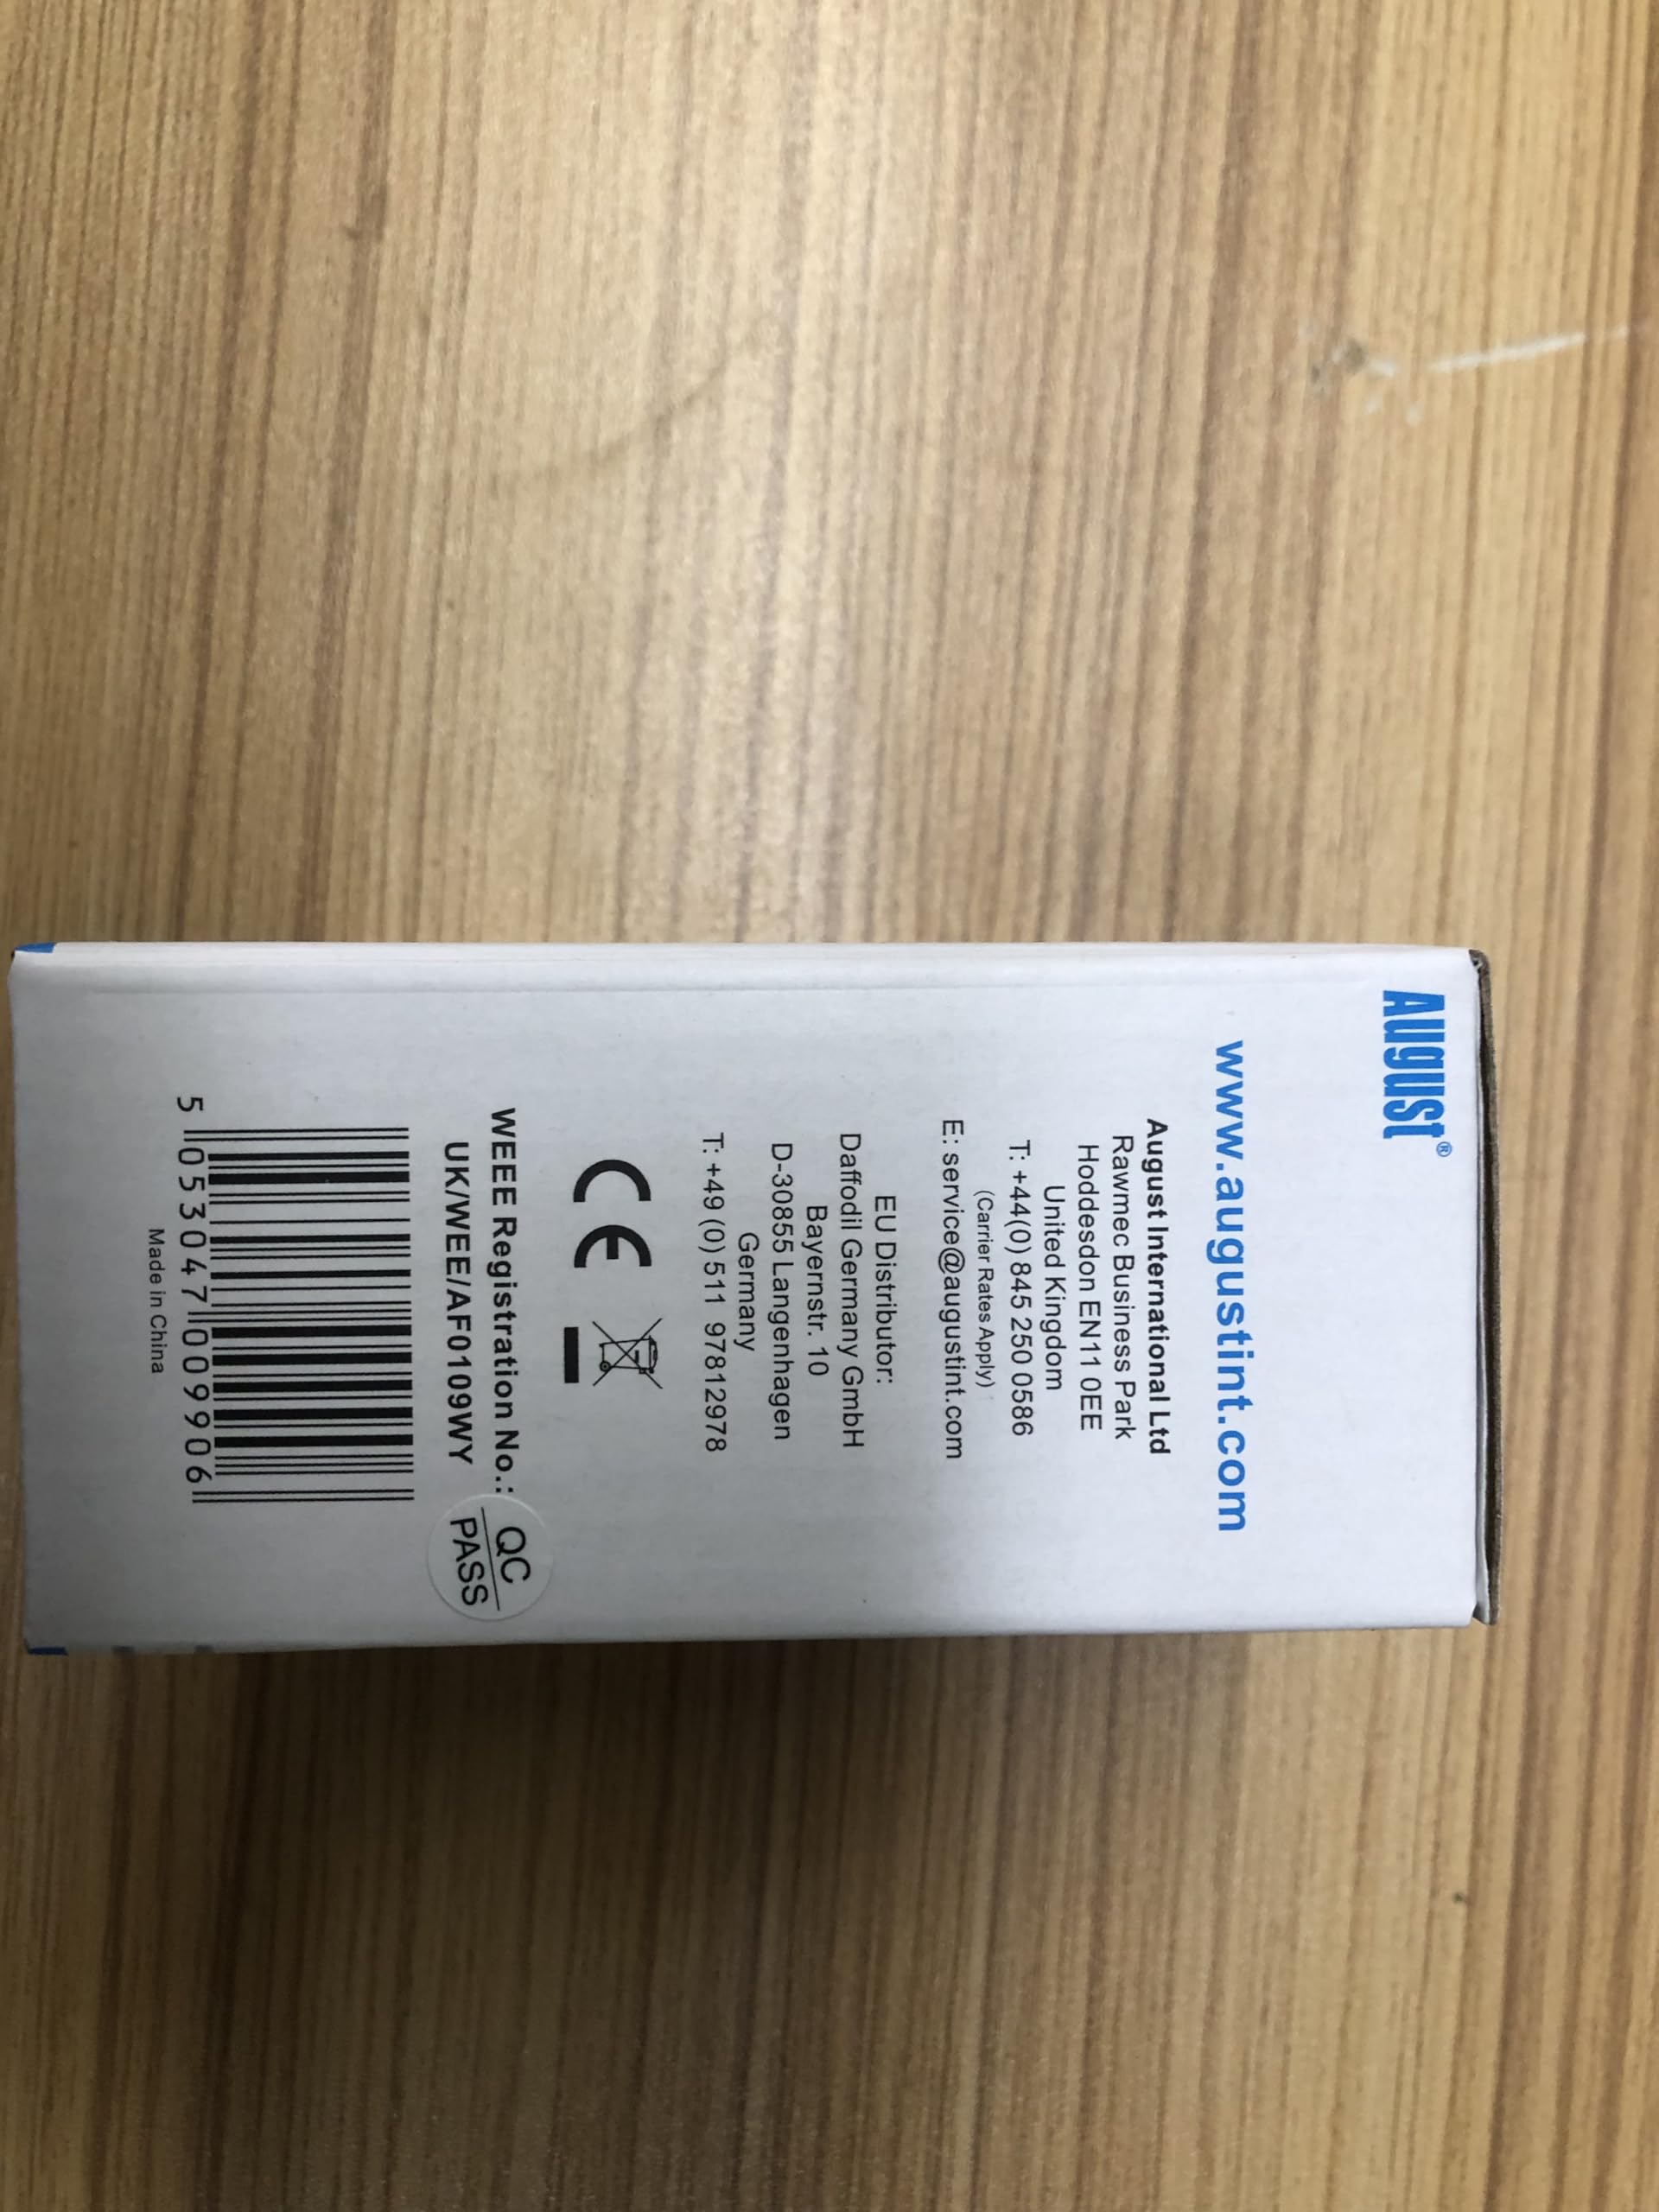 August®
www.augustint.com
August International Ltd
Rawmec Business Park
Hoddesdon EN11 0EE
United Kingdom
T: +44(0) 845 250 0586
(Carrier Rates Apply)
E: service@augustint.com
EU Distributor:
Daffodil Germany GmbH
Bayernstr. 10
D-30855 Langenhagen
Germany
T: +49 (0) 511 97812978
CE
WEEE Registration No.:
UK/WEE/AF0109WY
QC
PASS
5 053047 009906
Made in China